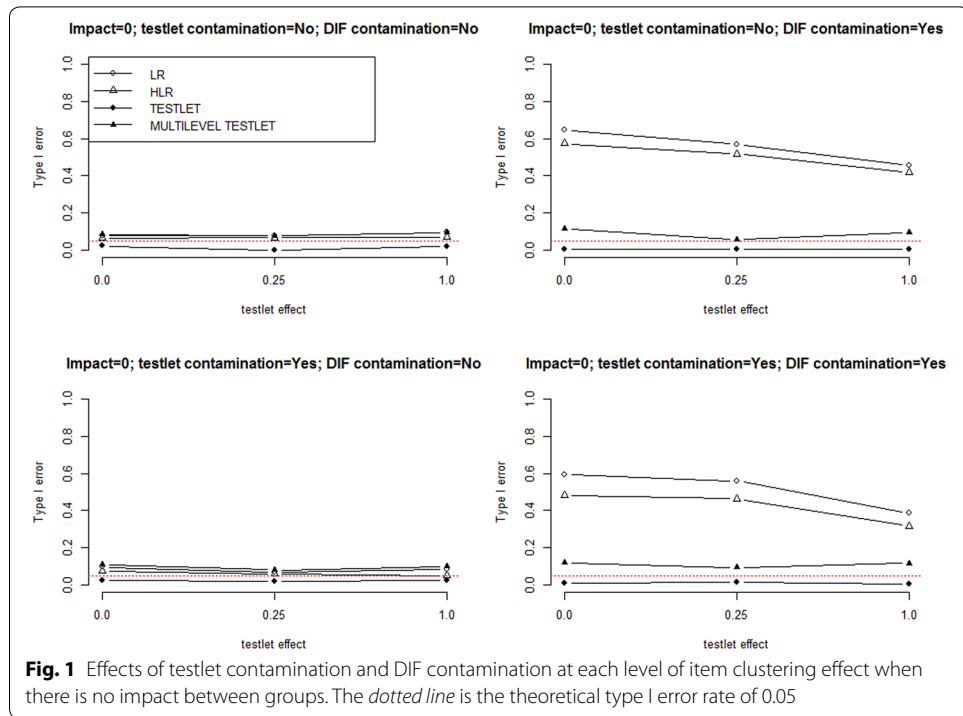 Impact=0; testlet contamination=No; DIF contamination=No
1.0
0.8
0.6
0.4
0.2
0.0
Type I error
LR
HLR
TESTLET
MULTILEVEL TESTLET
0.0
0.25
1.0
testlet effect
Impact=0; testlet contamination=No; DIF contamination=Yes
1.0
0.8
0.6
0.4
0.2
0.0
Type I error
0.0
0.25
1.0
testlet effect
Impact=0; testlet contamination=Yes; DIF contamination=No
1.0
0.8
0.6
0.4
0.2
0.0
Type I error
0.0
0.25
1.0
testlet effect
Impact=0; testlet contamination=Yes; DIF contamination=Yes
1.0
0.8
0.6
0.4
0.2
0.0
Type I error
0.0
0.25
1.0
testlet effect
Fig. 1 Effects of testlet contamination and DIF contamination at each level of item clustering effect when
there is no impact between groups. The dotted line is the theoretical type I error rate of 0.05